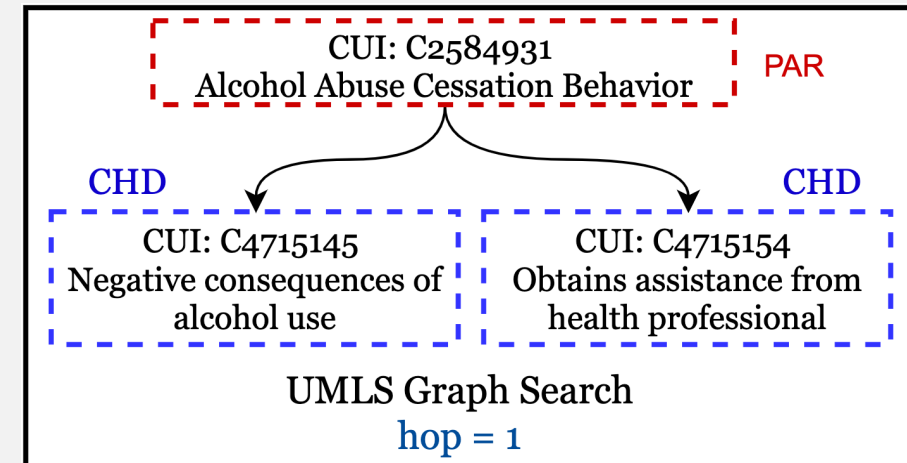 CUI: C2584931
Alcohol Abuse Cessation Behavior
PAR
CHD
CHD
CUI: C4715145
Negative consequences of
alcohol use
CUI: C4715154
Obtains assistance from
health professional
UMLS Graph Search
hop = 1